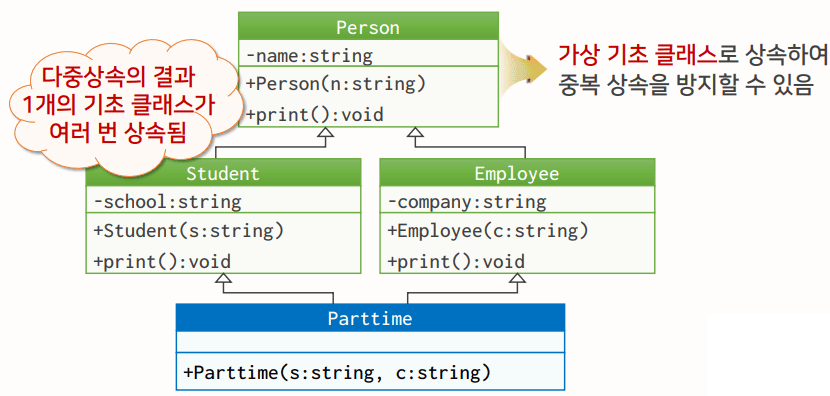 Person
-name:string
+Person(n:string)
+print():void
다중상속의 결과
1개의 기초 클래스가
여러 번 상속됨
가상 기초 클래스로 상속하여
중복 상속을 방지할 수 있음
Student
-school:string
+Student(s:string)
+print():void
Employee
-company:string
+Employee(c:string)
+print():void
Parttime
+Parttime(s:string, c:string)